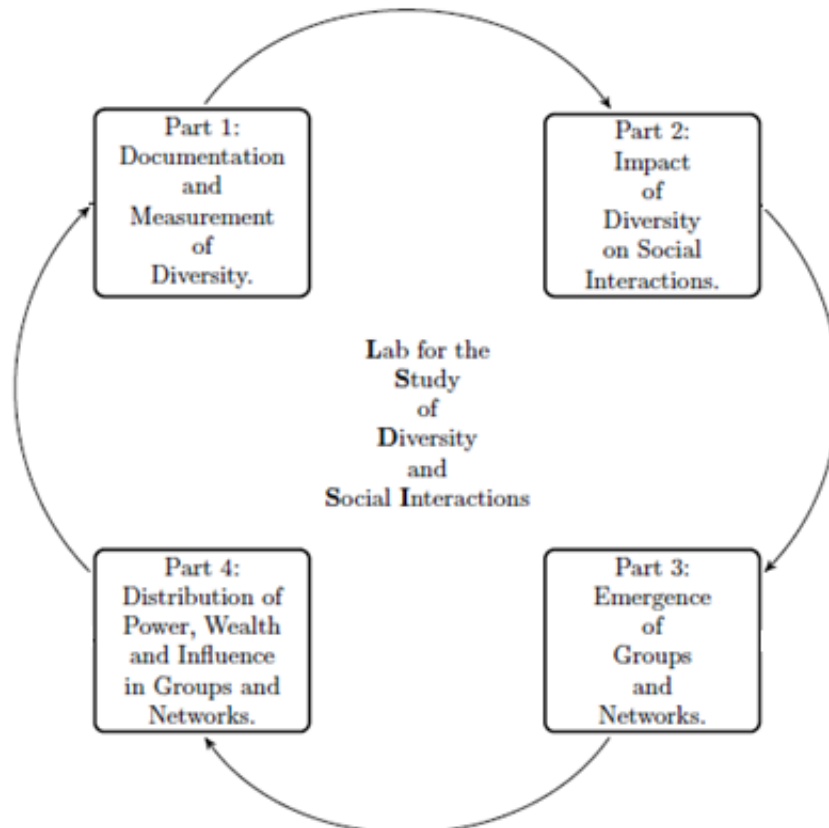 Part 1:
Documentation
and
Measurement
of
Diversity.
Part 2:
Impact
of
Diversity
on Social
Interactions.
Lab for the
Study
of
Diversity
and
Social Interactions
Part 4:
Distribution of
Power, Wealth
and Influence
in Groups and
Networks.
Part 3:
Emergence
of
Groups
and
Networks.